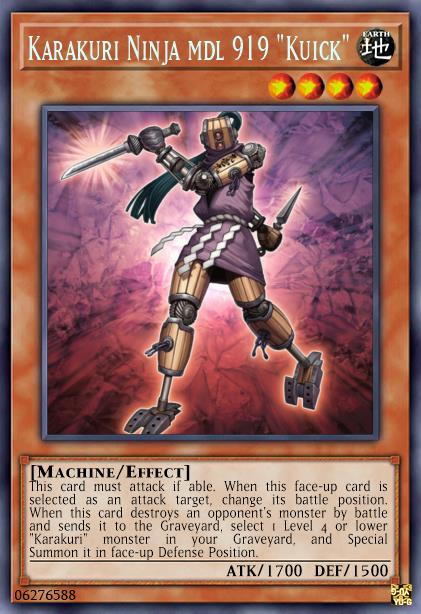 Karakuri Ninja mdl 919 "Kuick"
EARTH
地
[Machine/Effect]
This card must attack if able. When this face-up card is
selected as an attack target, change its battle position.
When this card destroys an opponent's monster by battle
and sends it to the Graveyard, select 1 Level 4 or lower
"Karakuri" monster in your Graveyard, and Special
Summon it in face-up Defense Position.
ATK/1700 DEF/1500
06276588